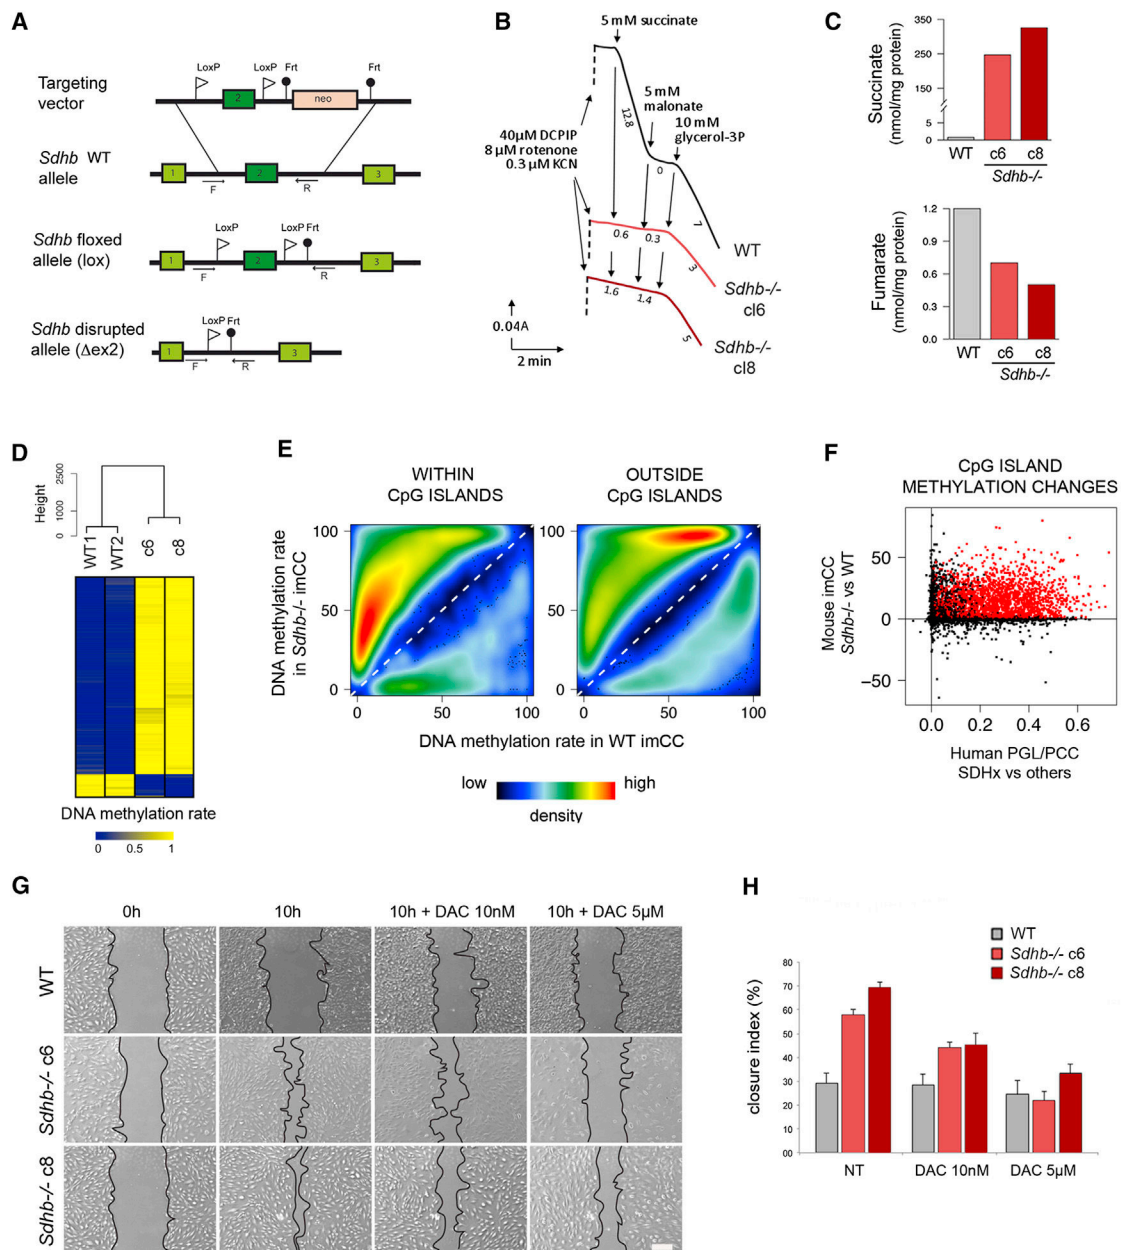 A
Targeting
vector
LoxP
LoxP
Frt
Frt
2
neo
Sdhb WT
allele
1
2
3
F
R
Sdhb floxed
allele (lox)
LoxP
LoxP
Frt
1
2
3
F
R
Sdhb disrupted
allele (Δex2)
LoxP
Frt
1
3
F
R
B
5 mM succinate
5 mM
malonate
10 mM
glycerol-3P
40µM DCPIP
8 µM rotenone
0.3 µM KCN
12.8
0
7
WT
0.6
0.3
3
Sdhb-/-
cl6
1.6
1.4
5
Sdhb-/-
cl8
0.04A
2 min
C
Succinate
(nmol/mg protein)
350
250
150
5
0
WT
c6
c8
Sdhb-/-
Fumarate
(nmol/mg protein)
1.2
0.9
0.6
0.3
0.0
WT
c6
c8
Sdhb-/-
D
Height
2500
1000
0
WT1
WT2
c6
c8
DNA methylation rate
0
0.5
1
E
WITHIN
CpG ISLANDS
OUTSIDE
CpG ISLANDS
DNA methylation rate
in Sdhb-/- imCC
100
50
0
0
50
100
100
50
0
0
50
100
DNA methylation rate in WT imCC
low
high
density
F
CpG ISLAND
METHYLATION CHANGES
Mouse imCC
Sdhb-/- vs WT
50
0
−50
0.0
0.2
0.4
0.6
Human PGL/PCC
SDHx vs others
G
0h
10h
10h + DAC 10nM
10h + DAC 5µM
WT
Sdhb-/- c6
Sdhb-/- c8
H
WT
Sdhb-/- c6
Sdhb-/- c8
closure index (%)
80
70
60
50
40
30
20
10
00
NT
DAC 10nM
DAC 5µM